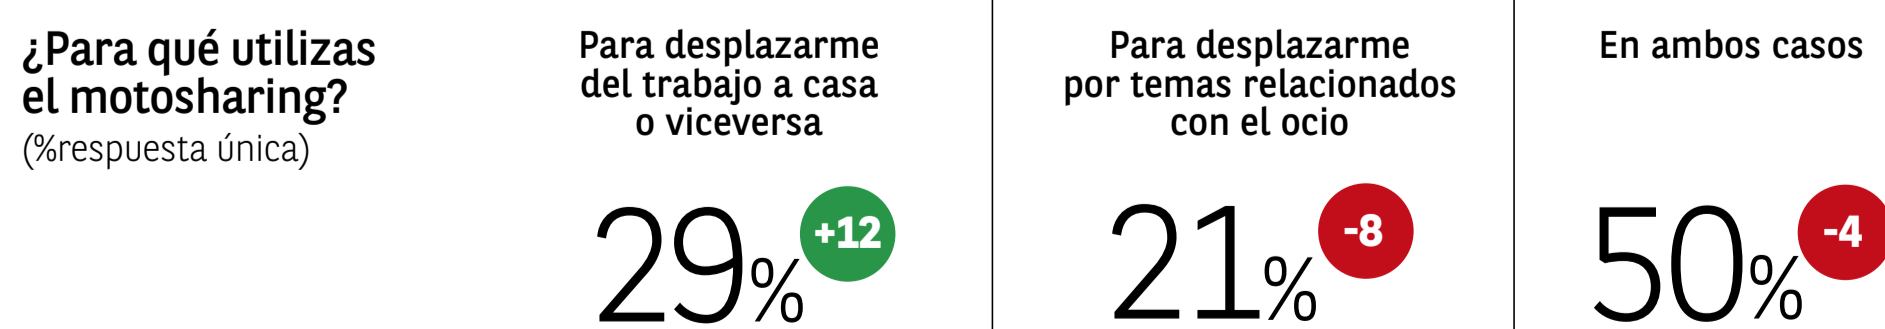 ¿Para qué utilizas
el motosharing?
(%respuesta única)
Para desplazarme
del trabajo a casa
o viceversa
29%
+12
Para desplazarme
por temas relacionados
con el ocio
21%
-8
En ambos casos
50%
-4